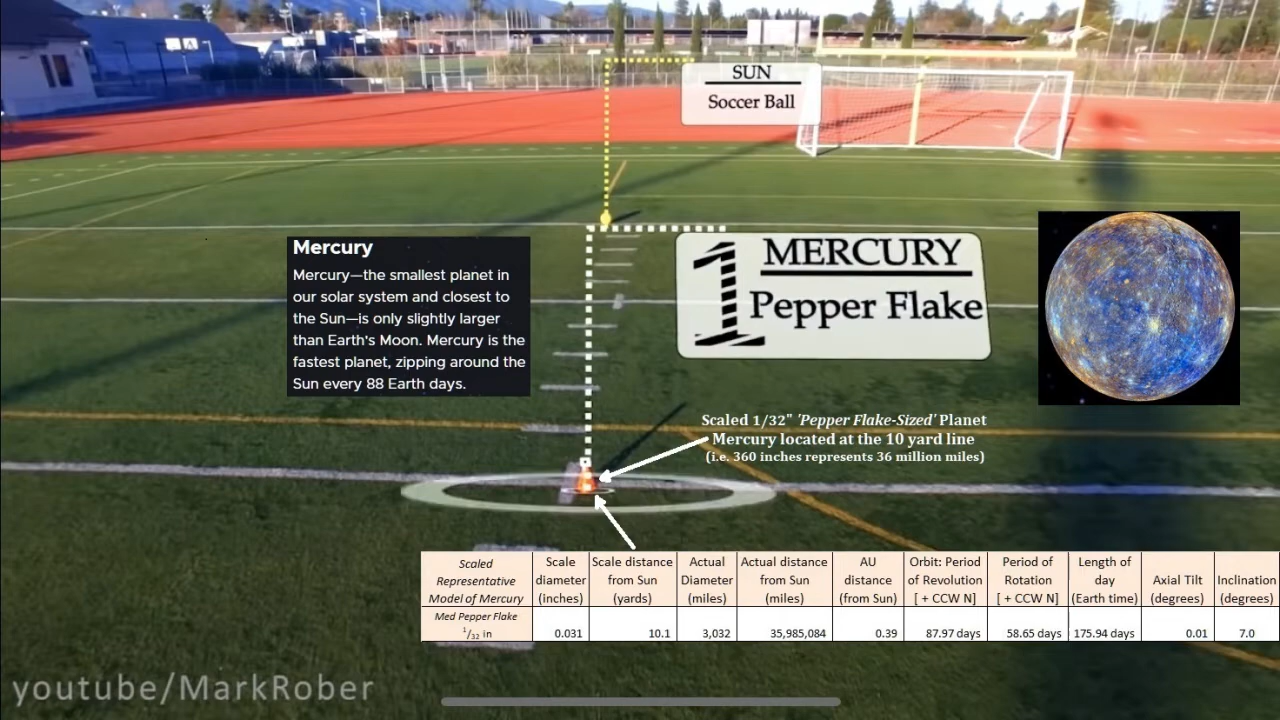 SUN
Soccer Ball
1
MERCURY
Pepper Flake
Mercury
Mercury—the smallest planet in
our solar system and closest to
the Sun—is only slightly larger
than Earth's Moon. Mercury is the
fastest planet, zipping around the
Sun every 88 Earth days.
Scaled 1/32" 'Pepper Flake-Sized' Planet
Mercury located at the 10 yard line
(i.e. 360 inches represents 36 million miles)
Scaled Representative Model of Mercury | Scale diameter (inches) | Scale distance from Sun (yards) | Actual Diameter (miles) | Actual distance from Sun (miles) | AU distance (from Sun) | Orbit: Period of Revolution [ + CCW N] | Period of Rotation [ + CCW N] | Length of day (Earth time) | Axial Tilt (degrees) | Inclination (degrees)
Med Pepper Flake 1/32 in | 0.031 | 10.1 | 3,032 | 35,985,084 | 0.39 | 87.97 days | 58.65 days | 175.94 days | 0.01 | 7.0
youtube/MarkRober